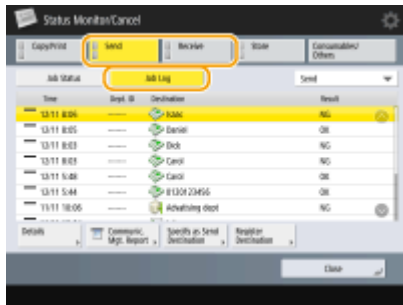 Status Monitor/Cancel
Copy/Print Send Receive Store Consumables/
Others
Job Status Job Log Send
Time Dept. ID Destination Result
12/11 8:06 ------ Isaac NG
12/11 8:05 ------ Daniel OK
12/11 8:03 ------ Dick NG
12/11 8:03 ------ Carol NG
12/11 5:48 ------ Carol OK
12/11 5:44 ------ 0120123456 OK
11/11 18:06 ------ Advatising dept NG
Details Communic.
Mgt. Report Specify as Send
Destination Register
Destination
Close